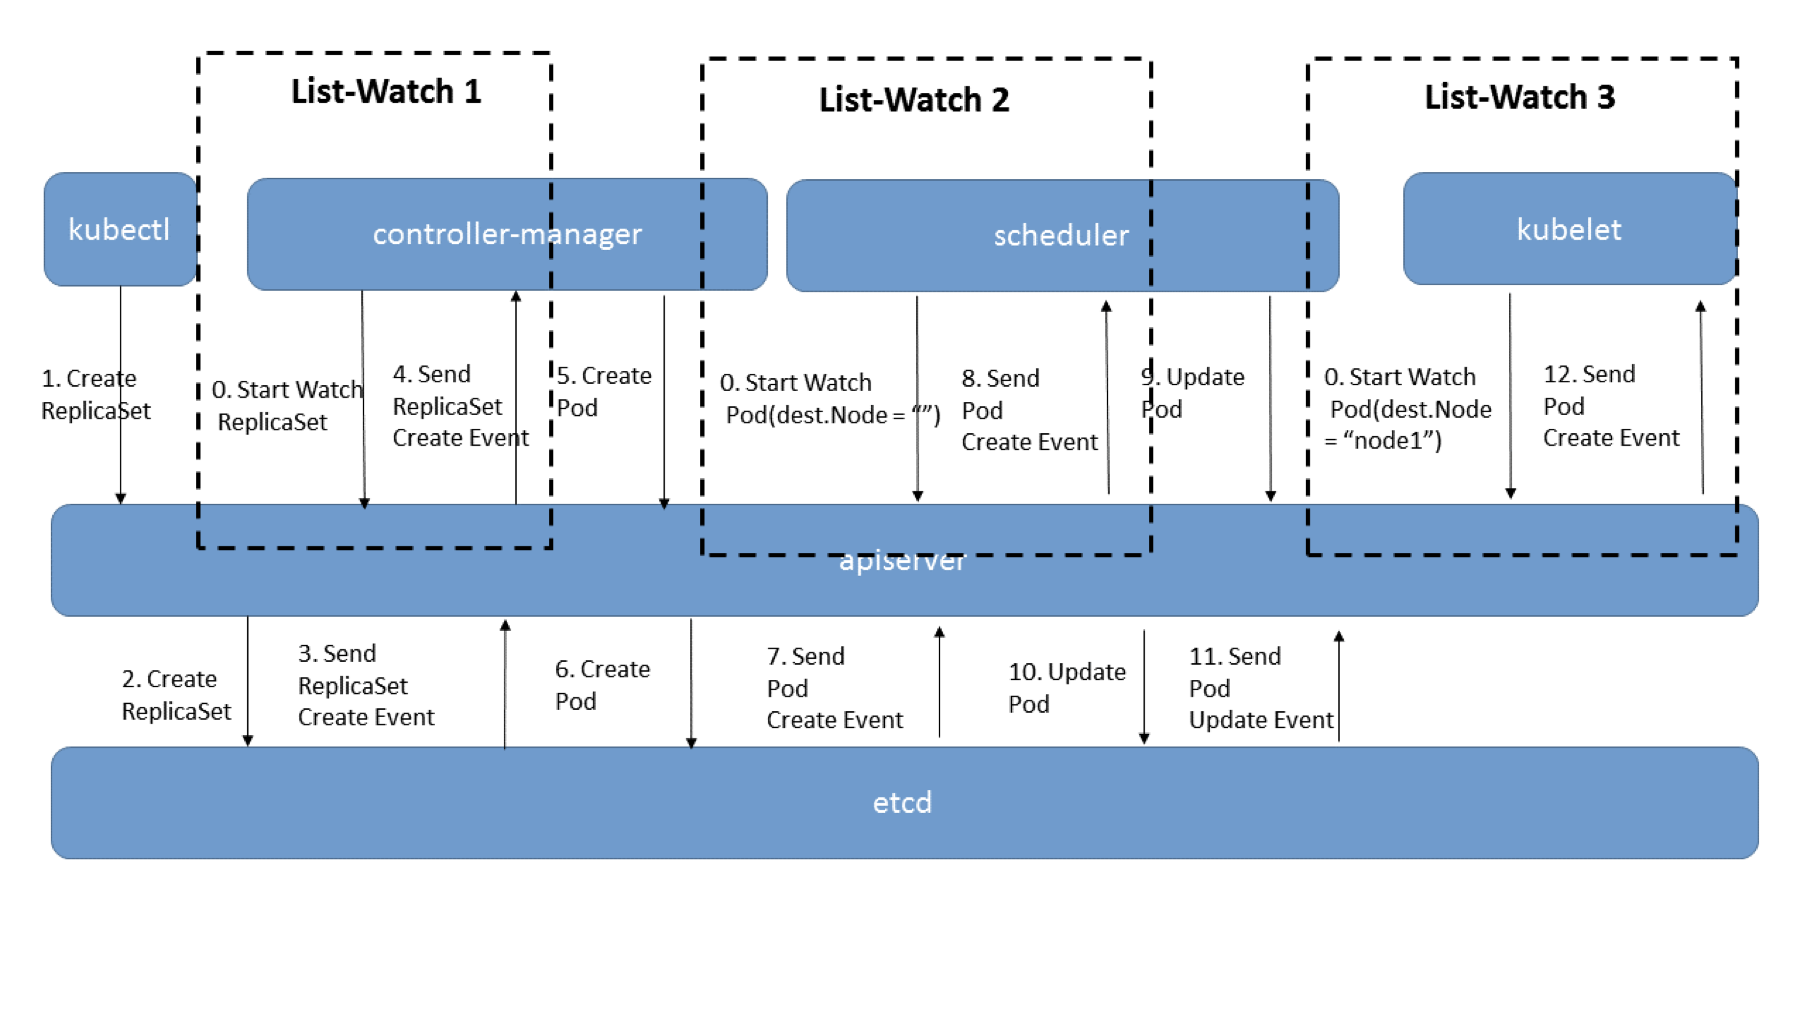 List-Watch 1
List-Watch 2
List-Watch 3
kubectl
controller-manager
scheduler
kubelet
1. Create
ReplicaSet
0. Start Watch
ReplicaSet
4. Send
ReplicaSet
Create Event
5. Create
Pod
0. Start Watch
Pod(dest.Node = “”)
8. Send
Pod
Create Event
9. Update
Pod
0. Start Watch
Pod(dest.Node
= “node1”)
12. Send
Pod
Create Event
apiserver
2. Create
ReplicaSet
3. Send
ReplicaSet
Create Event
6. Create
Pod
7. Send
Pod
Create Event
10. Update
Pod
11. Send
Pod
Update Event
etcd